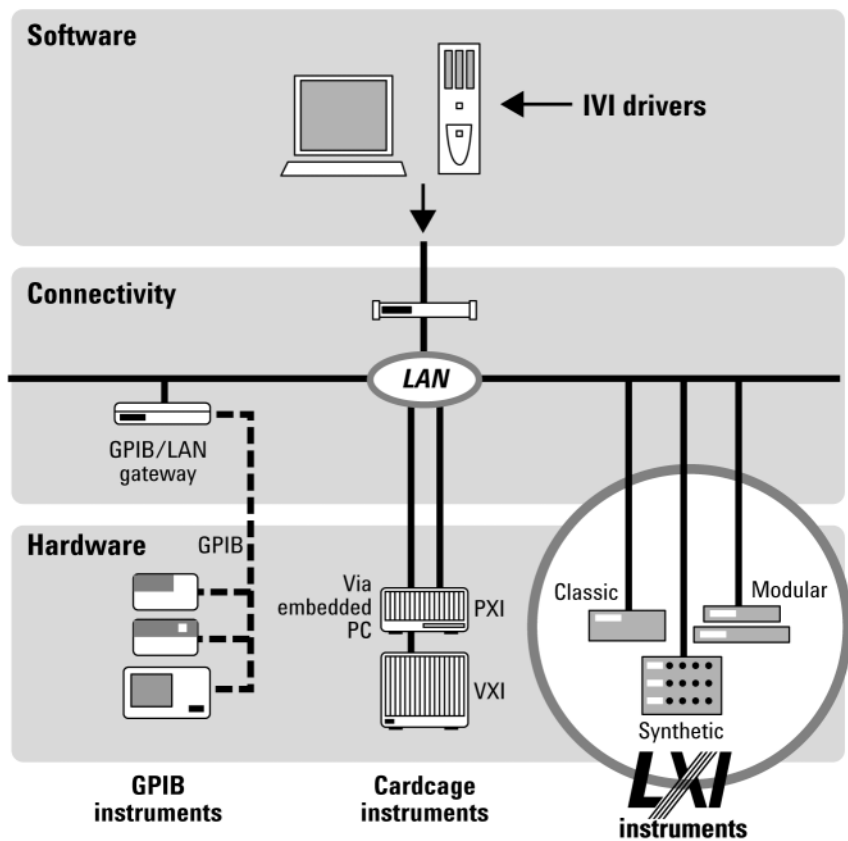 Software
IVI drivers
Connectivity
LAN
GPIB/LAN
gateway
Hardware
GPIB
Via
embedded
PC
PXI
VXI
Classic
Modular
Synthetic
GPIB
instruments
Cardcage
instruments
LXI
instruments